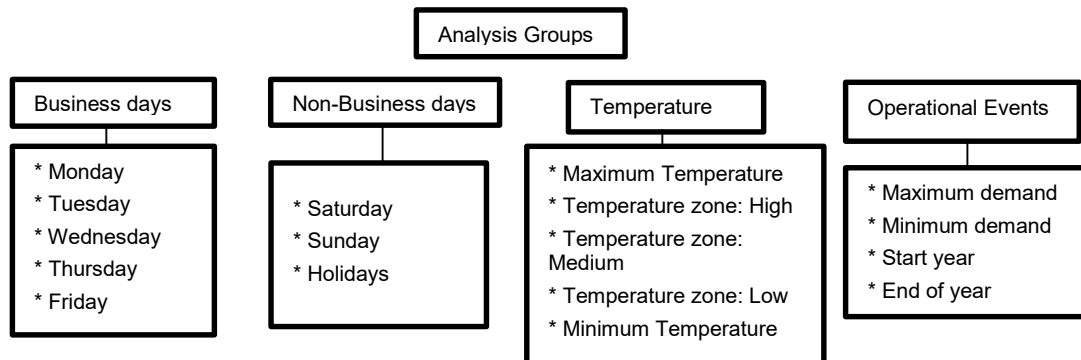 Analysis Groups
Business days
* Monday
* Tuesday
* Wednesday
* Thursday
* Friday
Non-Business days
* Saturday
* Sunday
* Holidays
Temperature
* Maximum Temperature
* Temperature zone: High
* Temperature zone:
Medium
* Temperature zone: Low
* Minimum Temperature
Operational Events
* Maximum demand
* Minimum demand
* Start year
* End of year